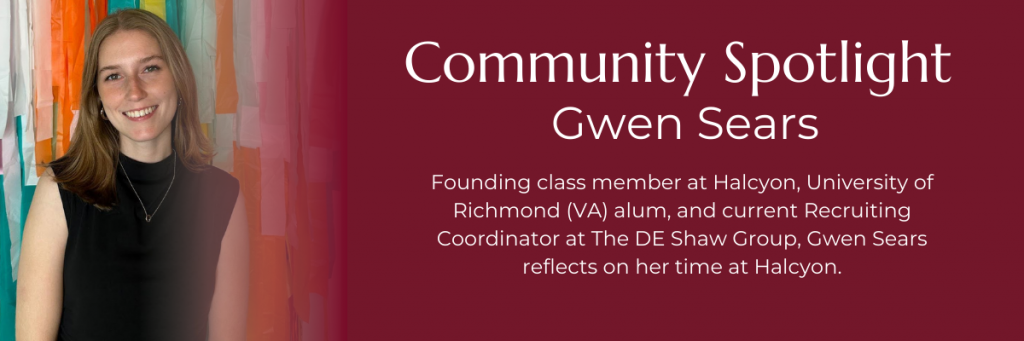 Community Spotlight
Gwen Sears
Founding class member at Halcyon, University of
Richmond (VA) alum, and current Recruiting
Coordinator at The DE Shaw Group, Gwen Sears
reflects on her time at Halcyon.